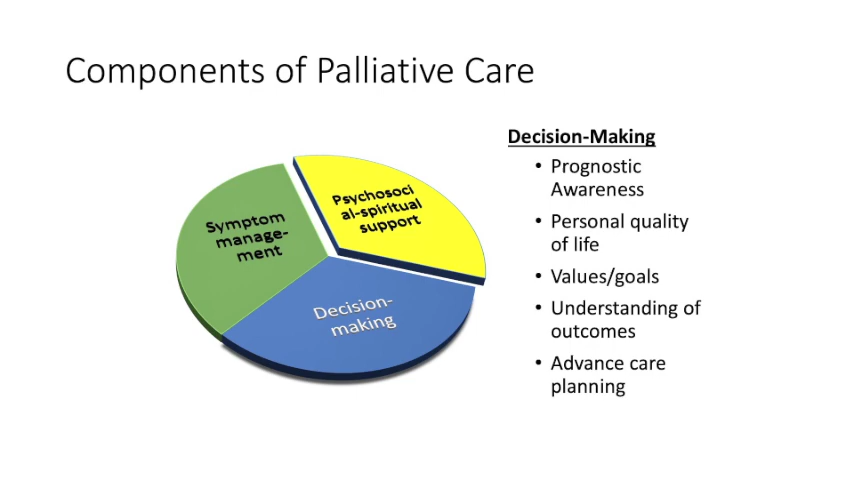 Components of Palliative Care
Symptom
manage-
ment
Psychosoci
al-spiritual
support
Decision-
making
Decision-Making
• Prognostic
Awareness
• Personal quality
of life
• Values/goals
• Understanding of
outcomes
• Advance care
planning